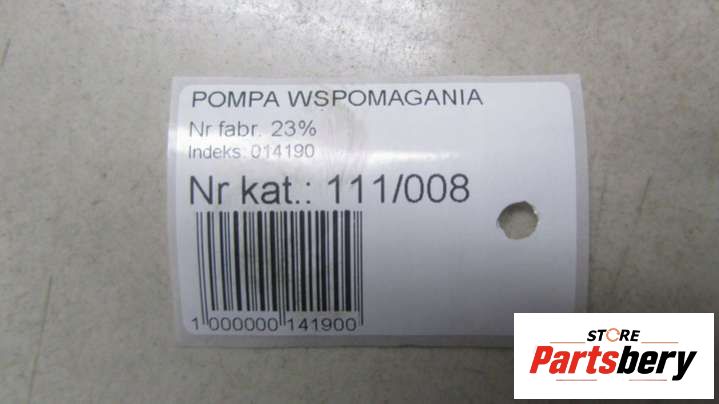 POMPA WSPOMAGANIA
Nr fabr. 23%
Indeks: 014190
Nr kat.: 111/008
1 000000 141900
STORE
Partsbery